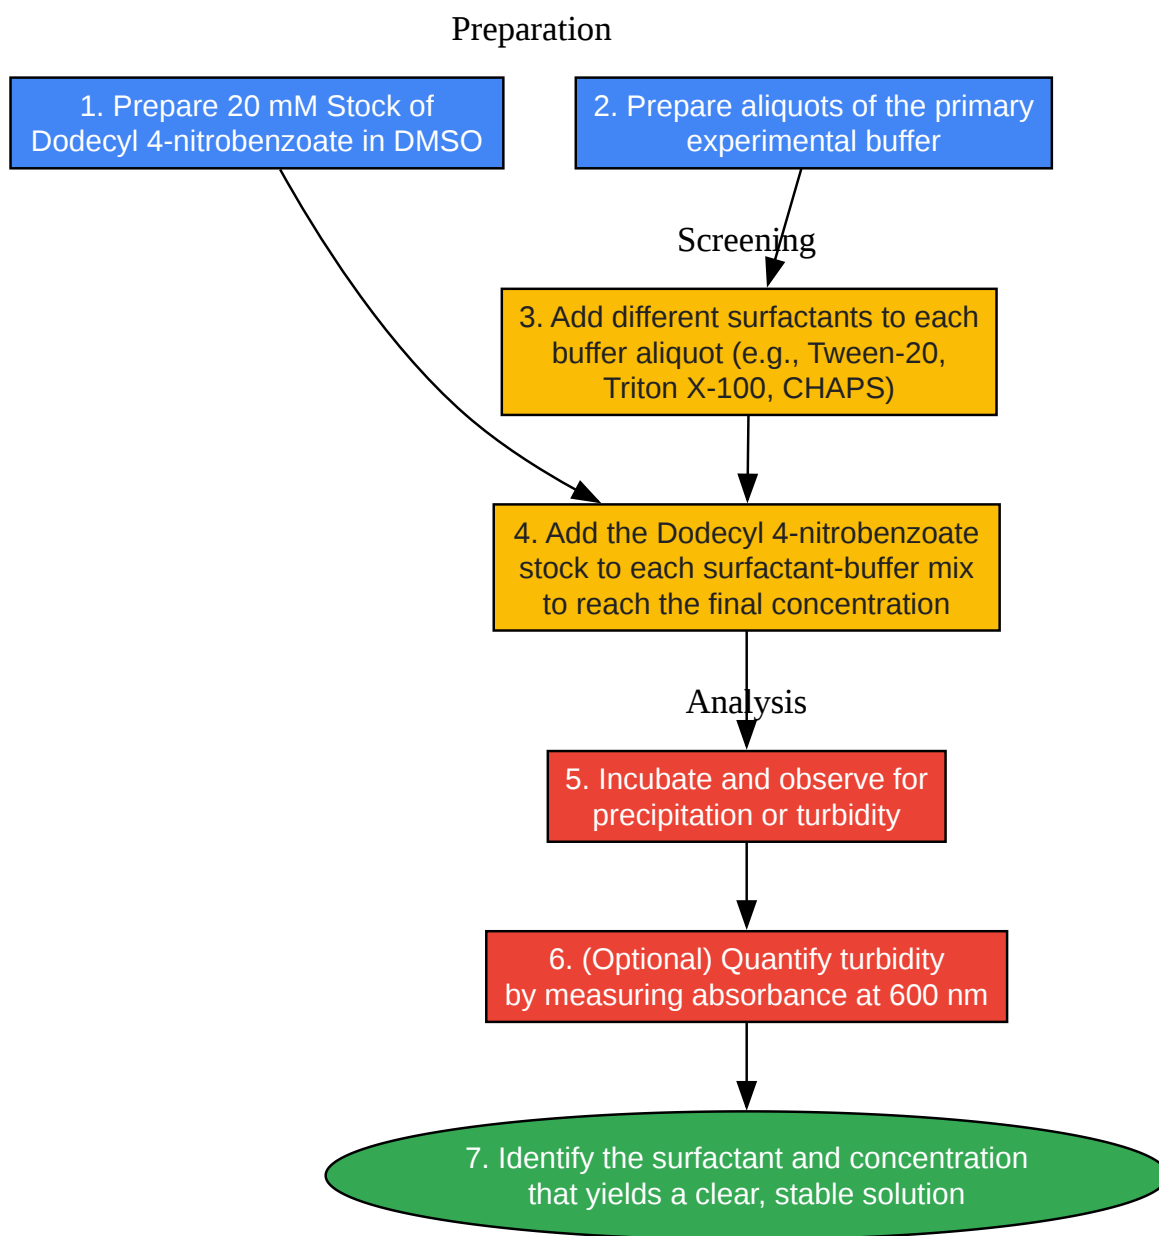 Preparation
1. Prepare 20 mM Stock of
Dodecyl 4-nitrobenzoate in DMSO
2. Prepare aliquots of the primary
experimental buffer
Screening
3. Add different surfactants to each
buffer aliquot (e.g., Tween-20,
Triton X-100, CHAPS)
4. Add the Dodecyl 4-nitrobenzoate
stock to each surfactant-buffer mix
to reach the final concentration
Analysis
5. Incubate and observe for
precipitation or turbidity
6. (Optional) Quantify turbidity
by measuring absorbance at 600 nm
7. Identify the surfactant and concentration
that yields a clear, stable solution